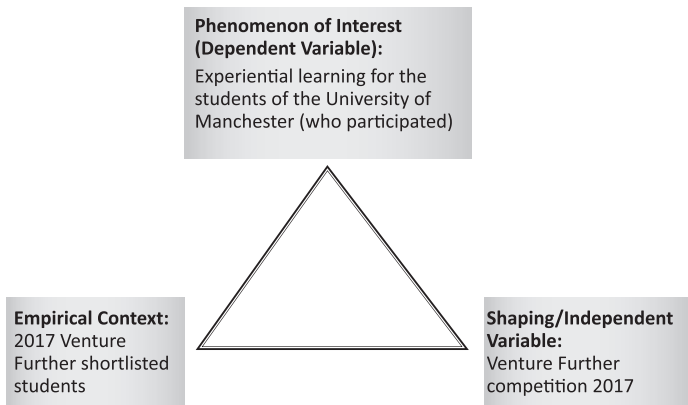 Phenomenon of Interest
(Dependent Variable):
Experiential learning for the
students of the University of
Manchester (who participated)
Empirical Context:
2017 Venture
Further shortlisted
students
Shaping/Independent
Variable:
Venture Further
competition 2017